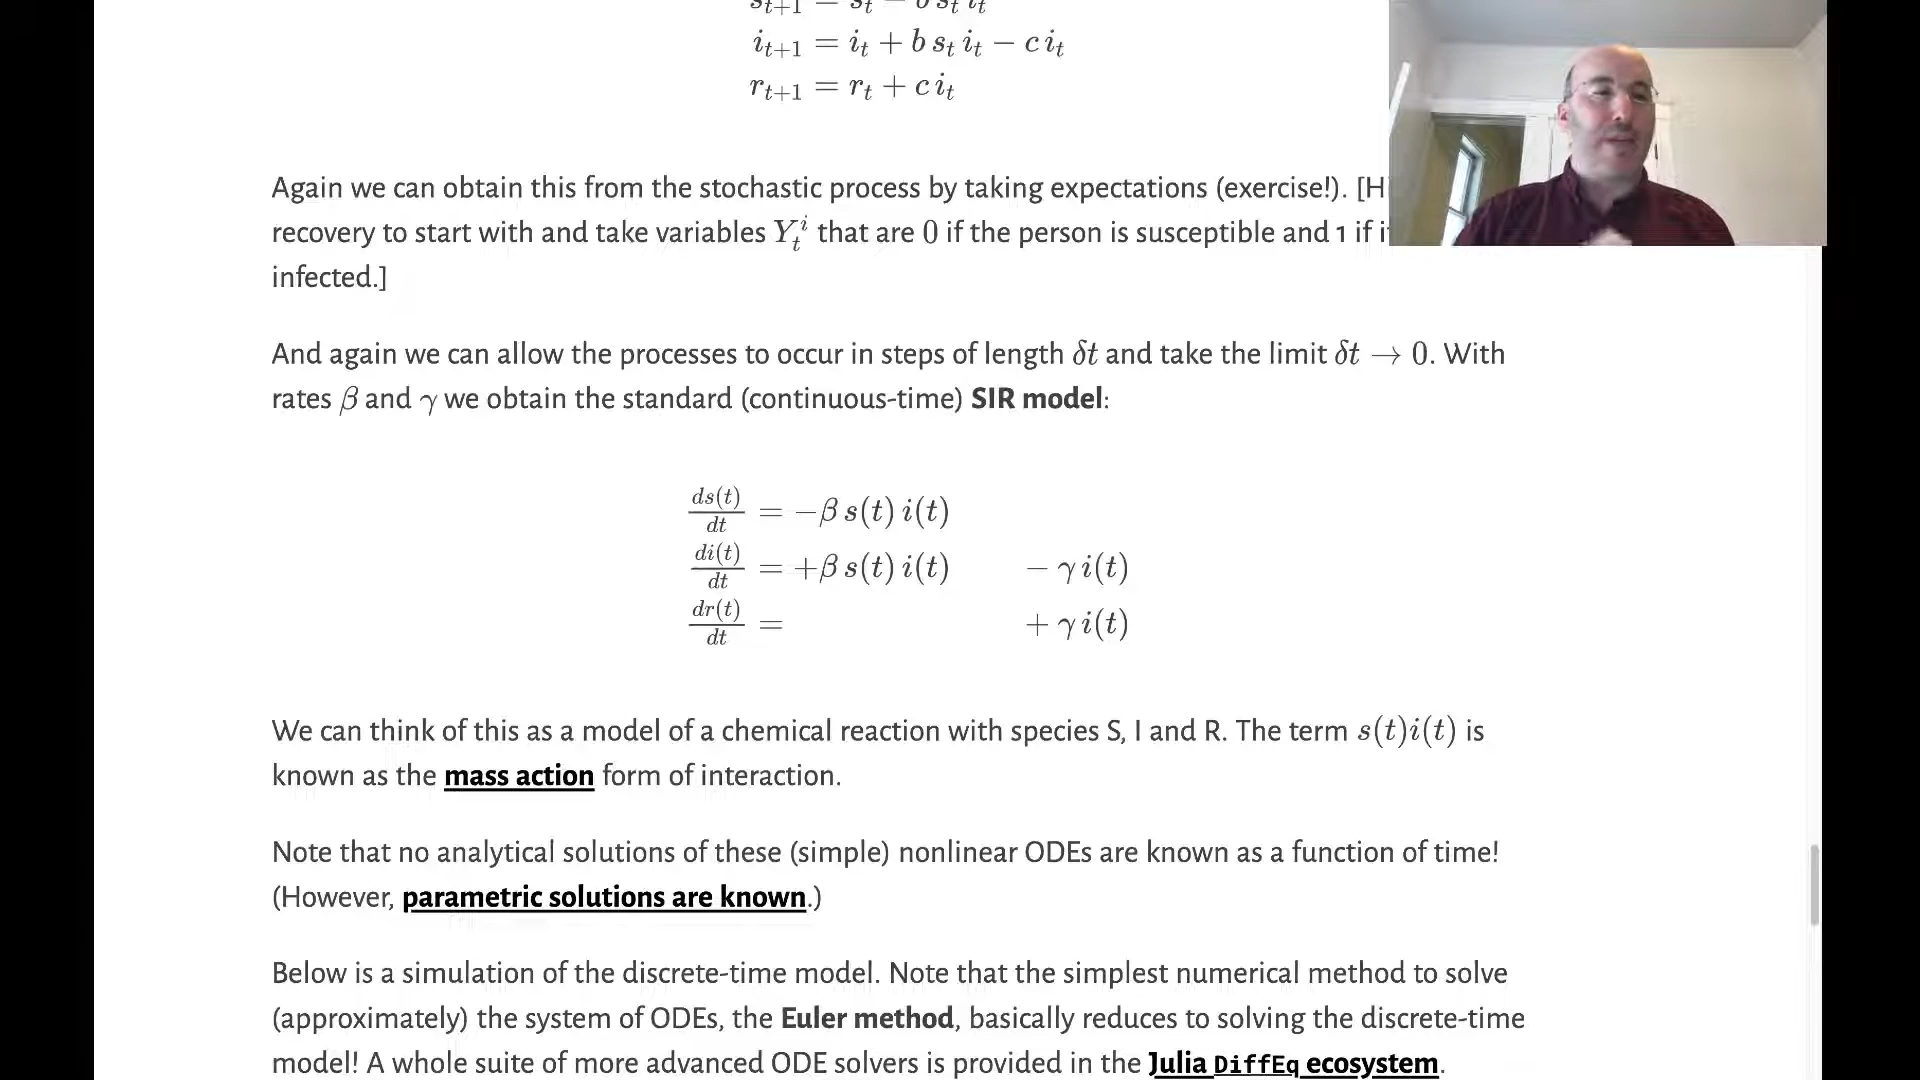 s_{t+1} = s_t − b s_t i_t
i_{t+1} = i_t + b s_t i_t − c i_t
r_{t+1} = r_t + c i_t
Again we can obtain this from the stochastic process by taking expectations (exercise!). [H
recovery to start with and take variables Y_t^i that are 0 if the person is susceptible and 1 if i
infected.]
And again we can allow the processes to occur in steps of length δt and take the limit δt → 0. With
rates β and γ we obtain the standard (continuous-time) SIR model:
ds(t)/dt = −β s(t) i(t)
di(t)/dt = +β s(t) i(t) − γ i(t)
dr(t)/dt = + γ i(t)
We can think of this as a model of a chemical reaction with species S, I and R. The term s(t)i(t) is
known as the mass action form of interaction.
Note that no analytical solutions of these (simple) nonlinear ODEs are known as a function of time!
(However, parametric solutions are known.)
Below is a simulation of the discrete-time model. Note that the simplest numerical method to solve
(approximately) the system of ODEs, the Euler method, basically reduces to solving the discrete-time
model! A whole suite of more advanced ODE solvers is provided in the Julia DiffEq ecosystem.